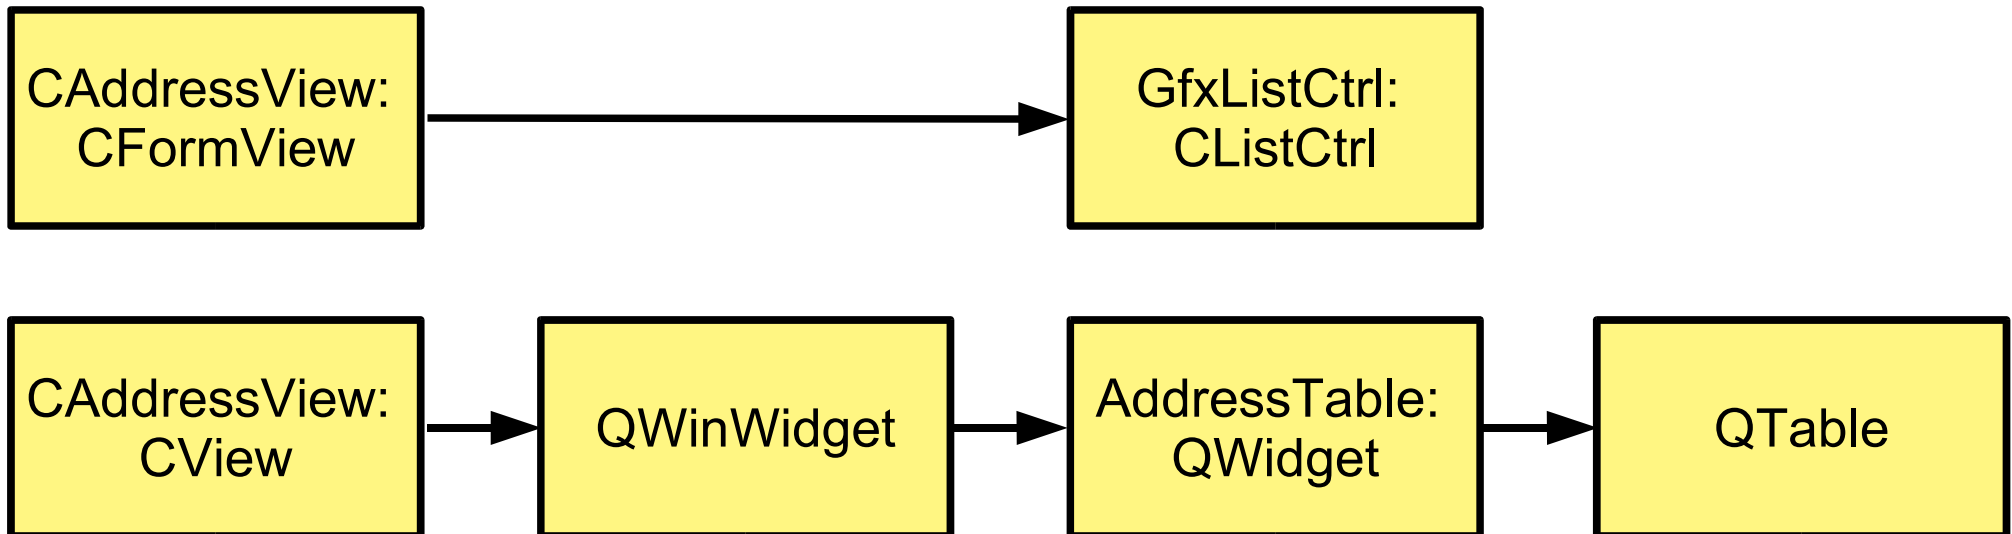 CAddressView:
CFormView
GfxListCtrl:
CListCtrl
CAddressView:
CView
QWinWidget
AddressTable:
QWidget
QTable